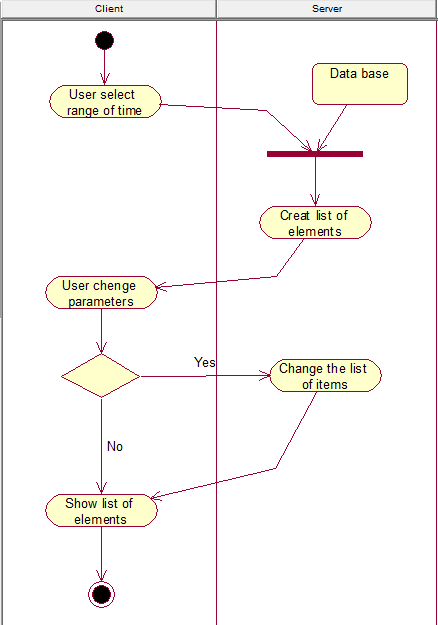 Client
Server
User select
range of time
Data base
Creat list of
elements
User chenge
parameters
Yes
Change the list
of items
No
Show list of
elements